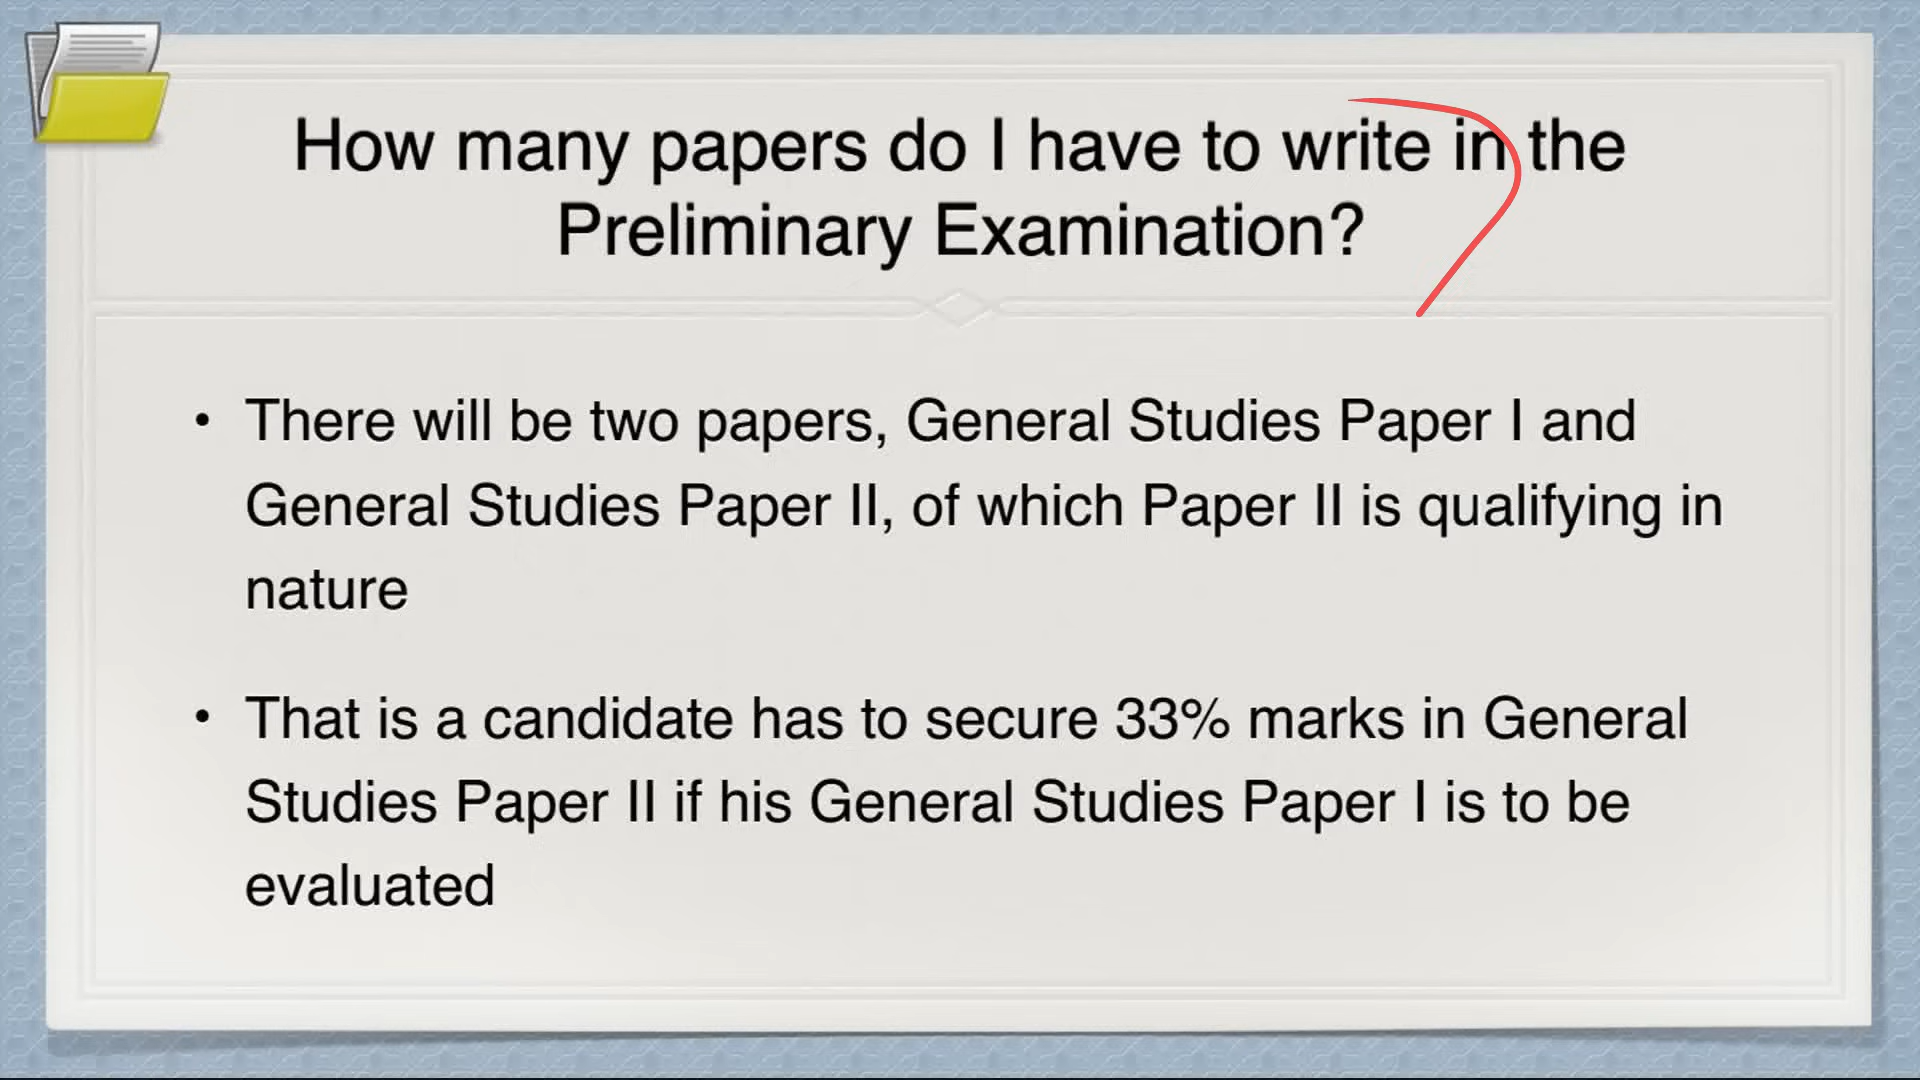 How many papers do I have to write in the
Preliminary Examination?
• There will be two papers, General Studies Paper I and
General Studies Paper II, of which Paper II is qualifying in
nature
• That is a candidate has to secure 33% marks in General
Studies Paper II if his General Studies Paper I is to be
evaluated